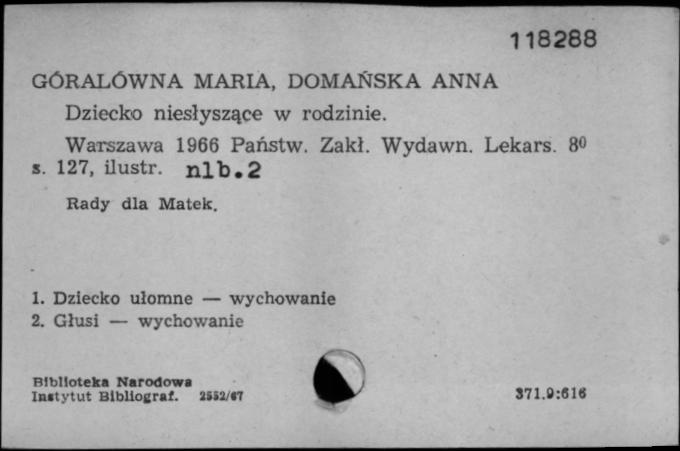 118288
GÓRALÓWNA MARIA, DOMAŃSKA ANNA
Dziecko niesłyszące w rodzinie.
Warszawa 1966 Państw. Zakł. Wydawn. Lekars. 8⁰
s. 127, ilustr. nlb.2
Rady dla Matek.
1. Dziecko ułomne — wychowanie
2. Głusi — wychowanie
Biblioteka Narodowa
Instytut Bibliograf. 2552/67
371.9:616